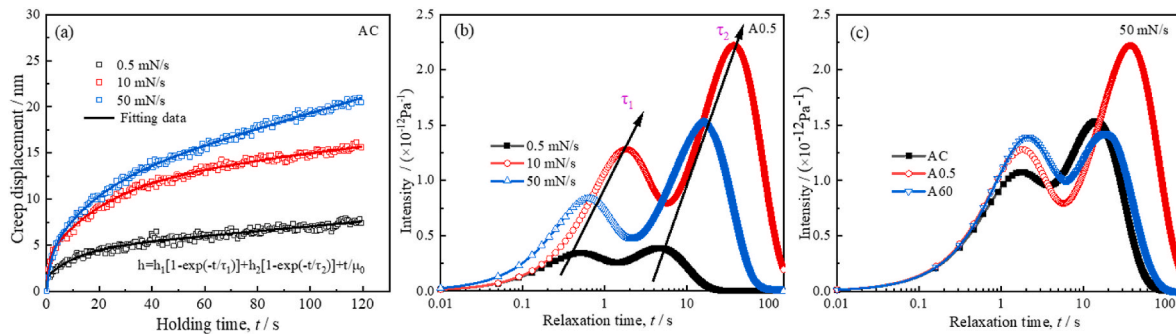 (a)
AC
0.5 mN/s
10 mN/s
50 mN/s
Fitting data
h=h₁[1-exp(-t/τ₁)]+h₂[1-exp(-t/τ₂)]+t/μ₀
Creep displacement / nm
30
25
20
15
10
5
0
0 20 40 60 80 100 120
Holding time, t / s
(b)
τ₁
τ₂
A0.5
0.5 mN/s
10 mN/s
50 mN/s
Intensity / (×10⁻¹²Pa⁻¹)
2.5
2.0
1.5
1.0
0.5
0.0
0.01 0.1 1 10 100
Relaxation time, t / s
(c)
50 mN/s
AC
A0.5
A60
Intensity / (×10⁻¹²Pa⁻¹)
2.5
2.0
1.5
1.0
0.5
0.0
0.01 0.1 1 10 100
Relaxation time, t / s